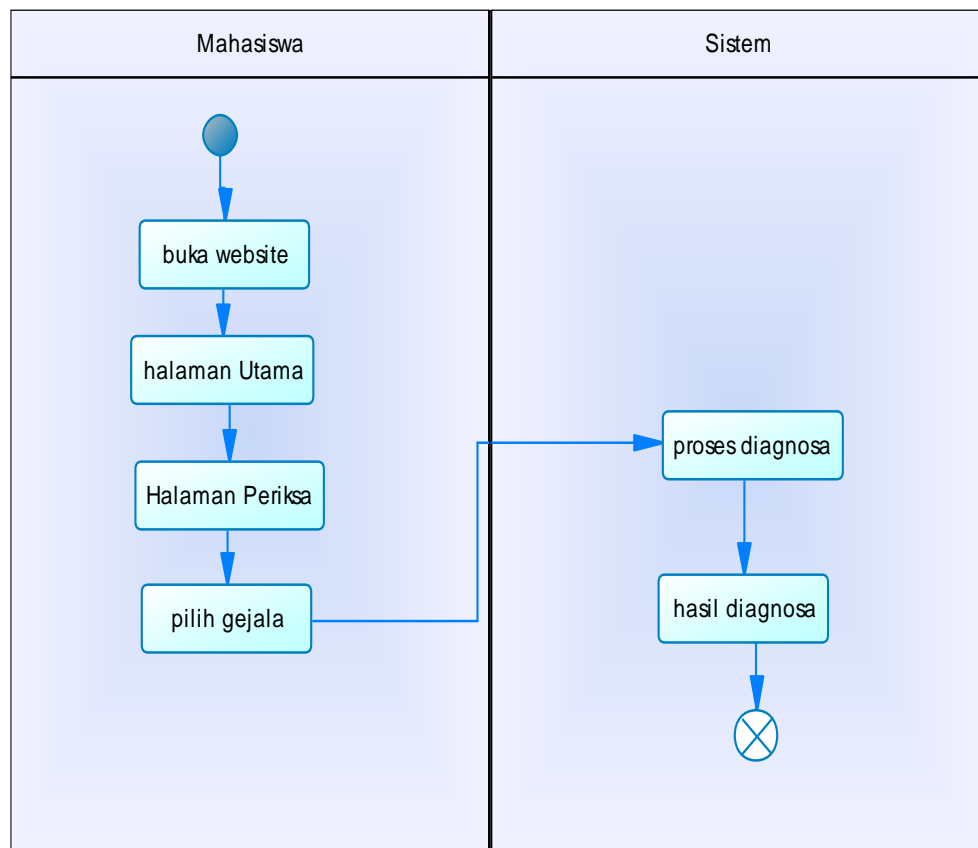 Mahasiswa
Sistem
buka website
halaman Utama
Halaman Periksa
pilih gejala
proses diagnosa
hasil diagnosa